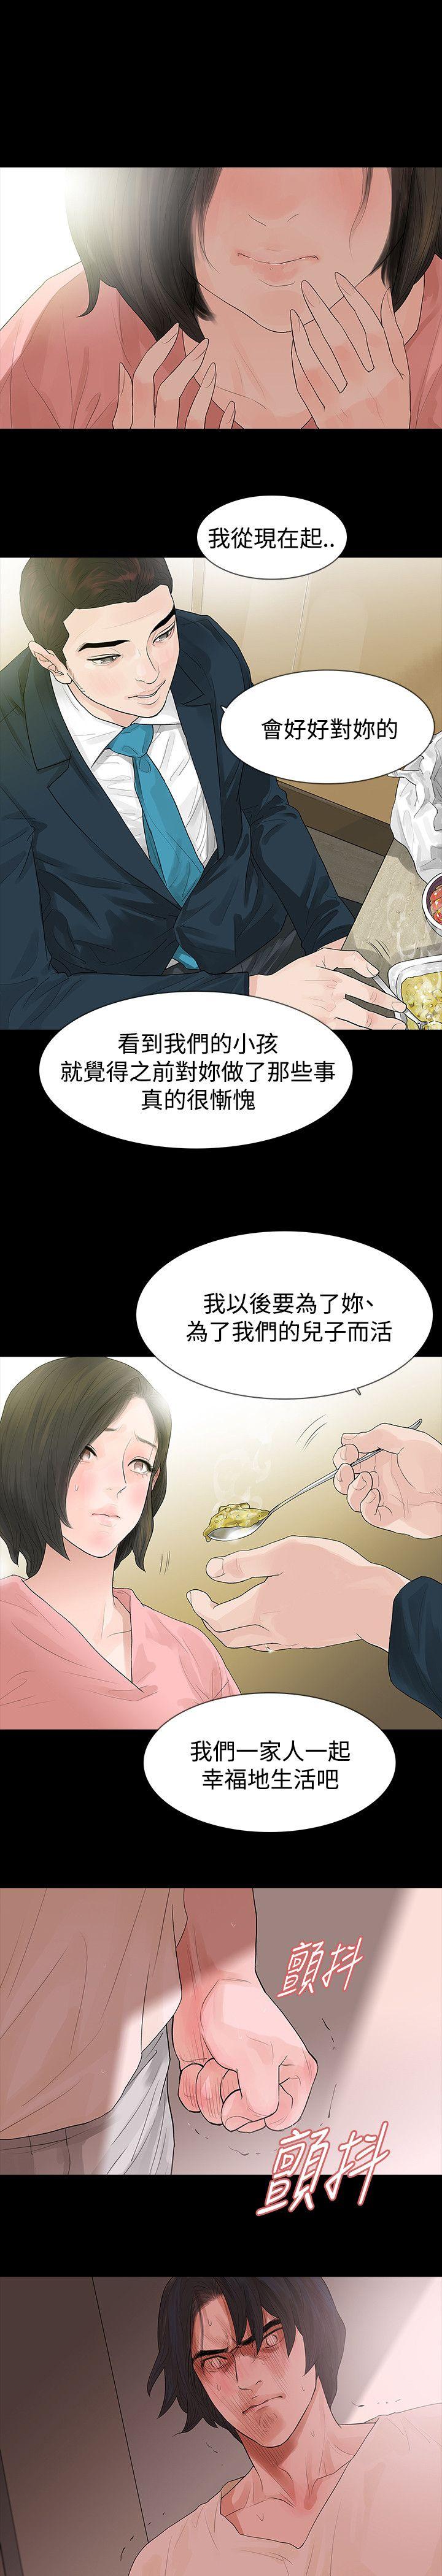 我從現在起..
會好好對妳的
看到我們的小孩
就覺得之前對妳做了那些事
真的很慚愧
我以後要為了妳、
為了我們的兒子而活
我們一家人一起
幸福地生活吧
顫抖
顫抖